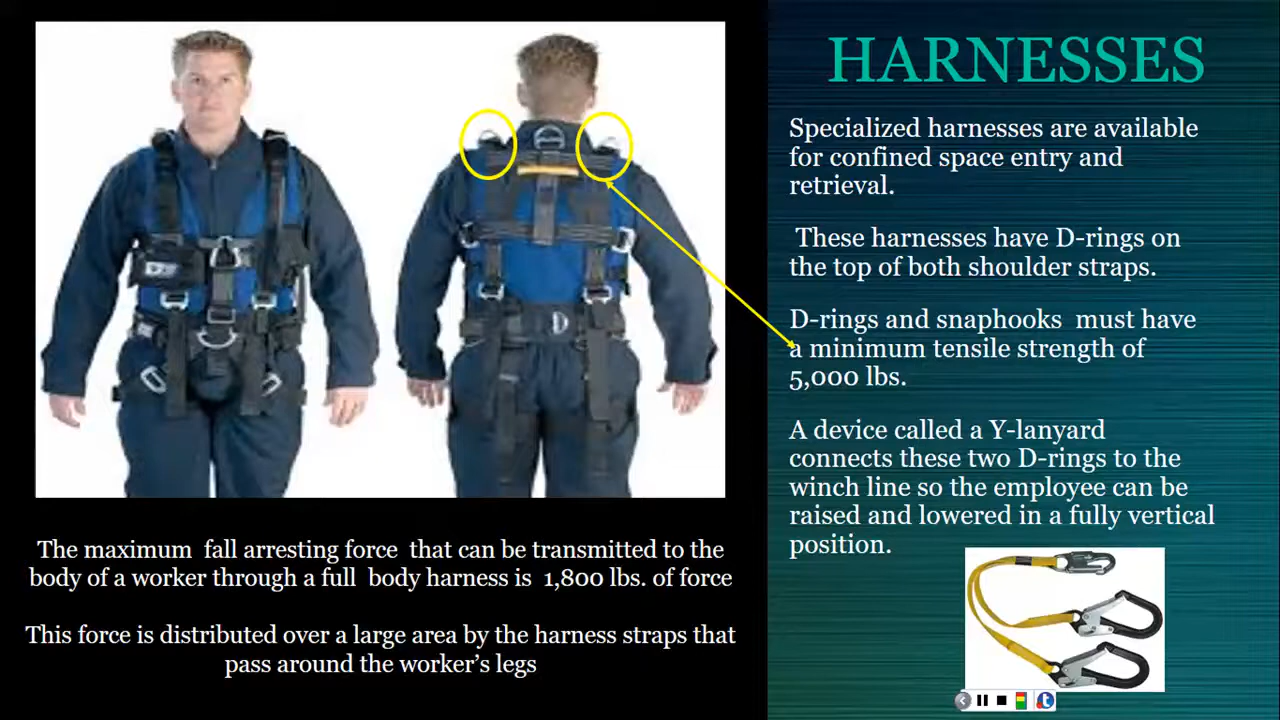 HARNESSES
Specialized harnesses are available
for confined space entry and
retrieval.
These harnesses have D-rings on
the top of both shoulder straps.
D-rings and snaphooks must have
a minimum tensile strength of
5,000 lbs.
A device called a Y-lanyard
connects these two D-rings to the
winch line so the employee can be
raised and lowered in a fully vertical
position.
The maximum fall arresting force that can be transmitted to the
body of a worker through a full body harness is 1,800 lbs. of force
This force is distributed over a large area by the harness straps that
pass around the worker's legs